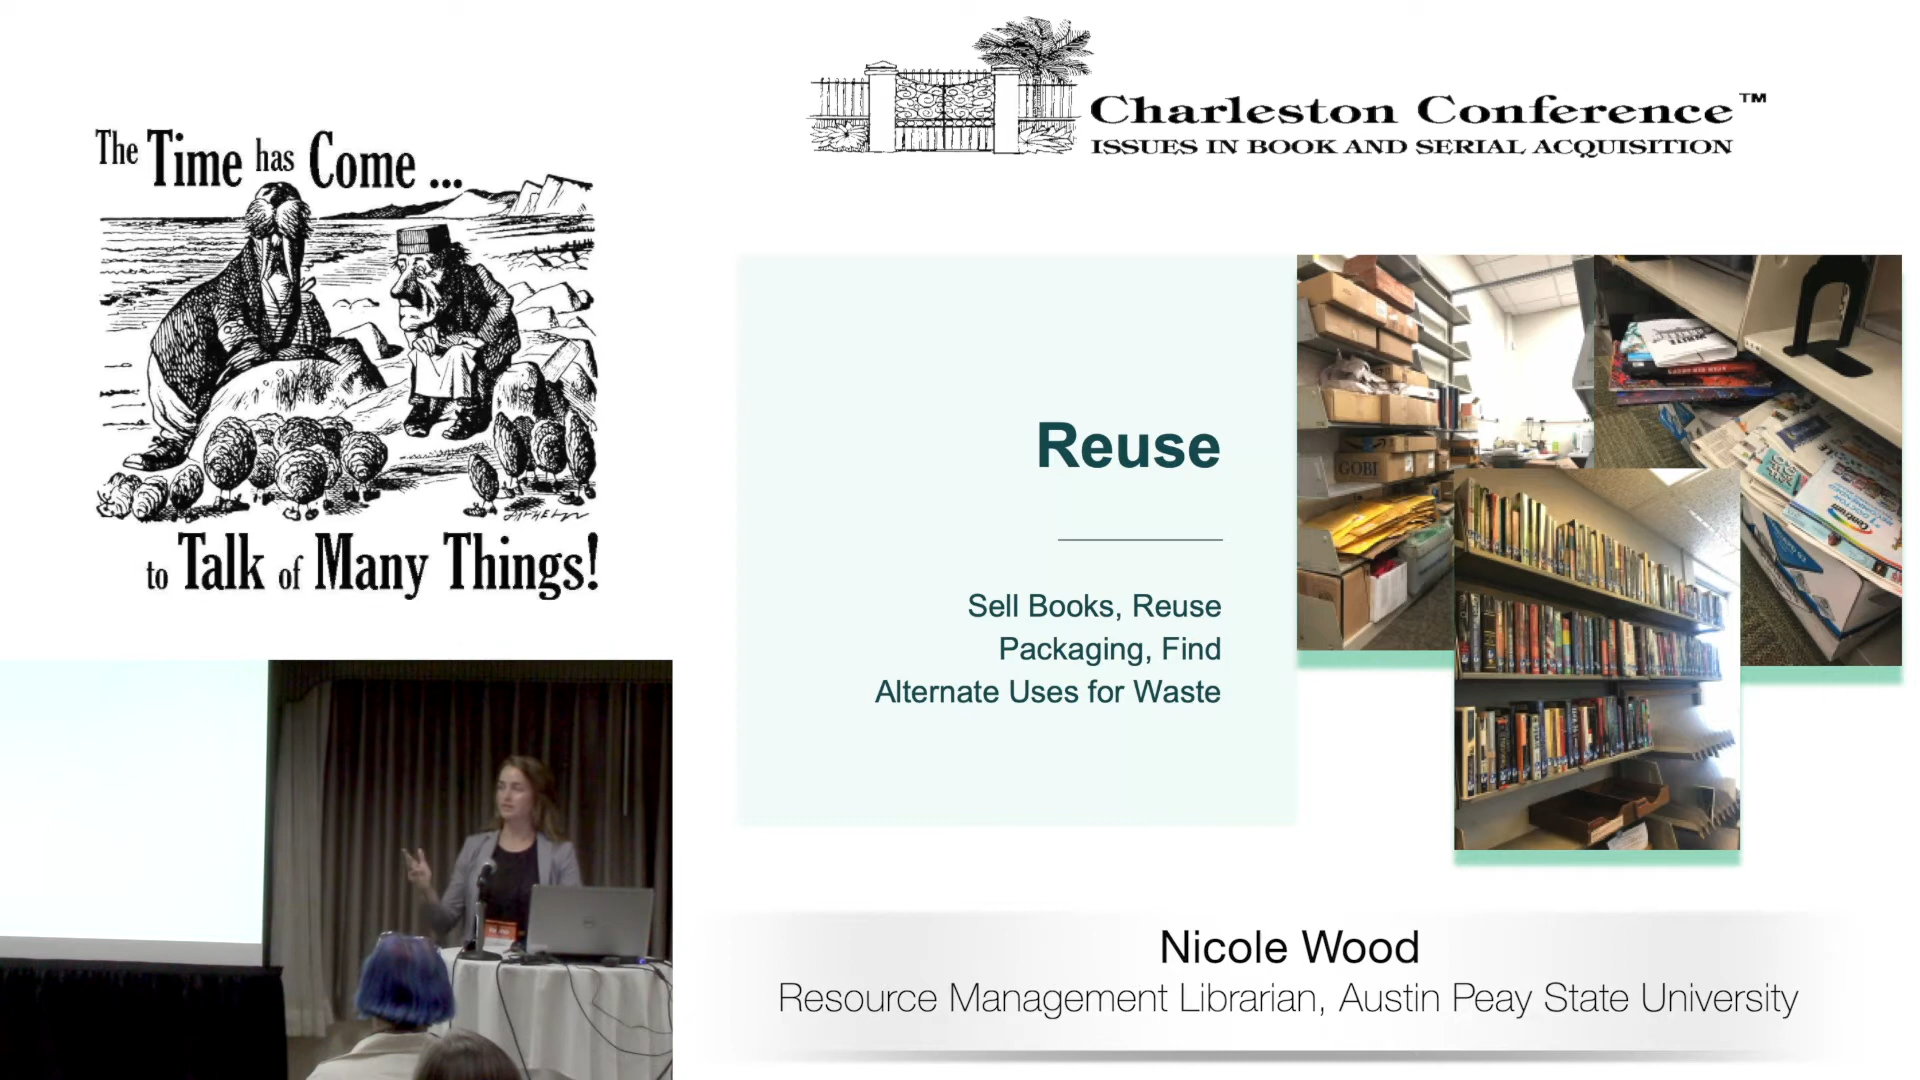 The Time has Come ...
to Talk of Many Things!
Charleston Conference™
ISSUES IN BOOK AND SERIAL ACQUISITION
Reuse
Sell Books, Reuse
Packaging, Find
Alternate Uses for Waste
GOBI
Centrum
Nicole Wood
Resource Management Librarian, Austin Peay State University